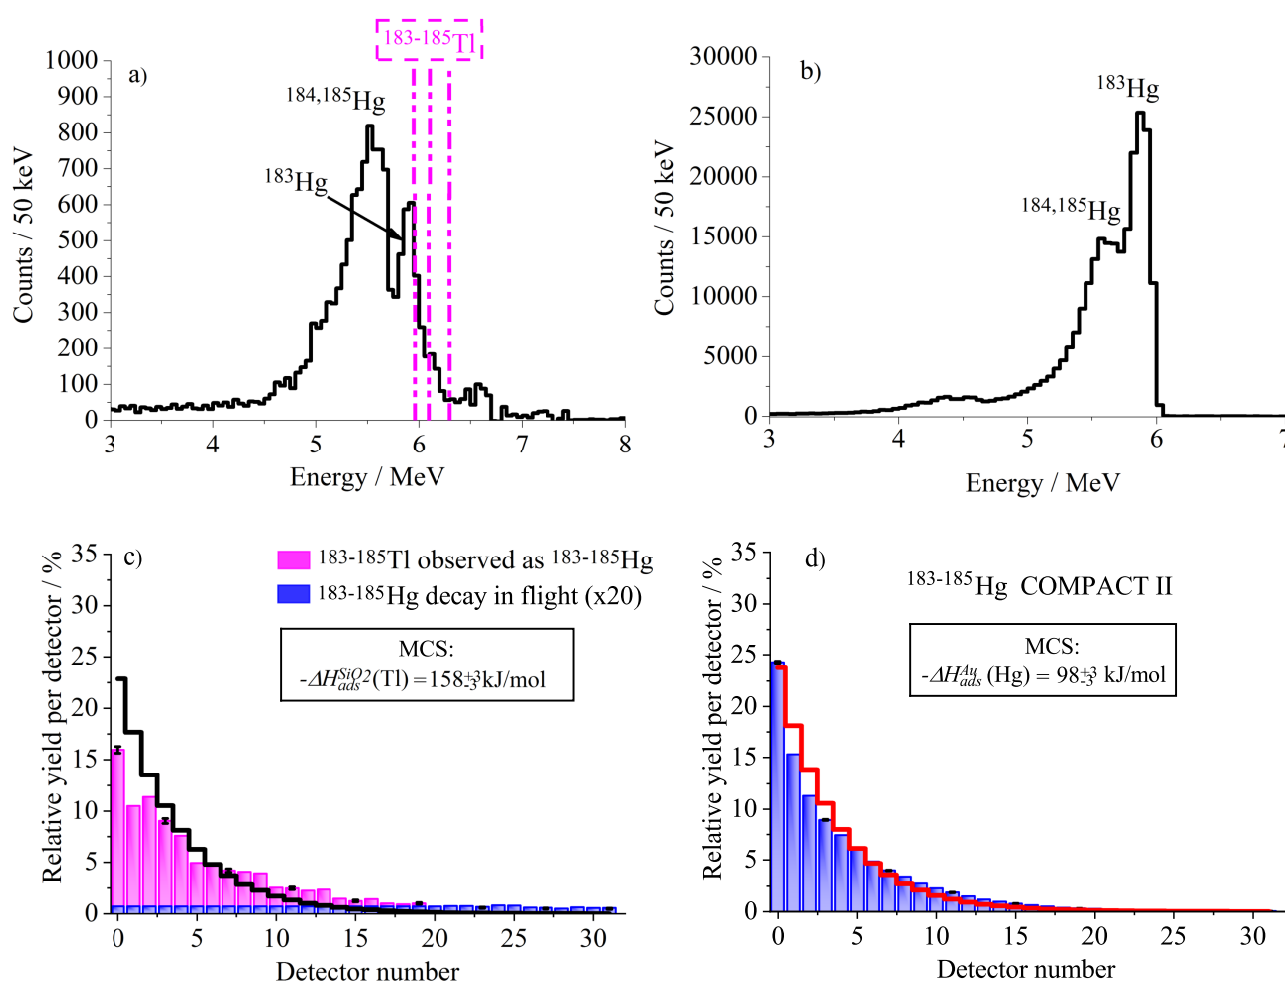 a)
183-185Tl
184,185Hg
183Hg
1000
900
800
700
600
500
400
300
200
100
0
Counts / 50 keV
3 5 6 7 8
Energy / MeV
b)
183Hg
184,185Hg
30000
25000
20000
15000
10000
5000
0
Counts / 50 keV
3 4 5 6 7
Energy / MeV
c)
183-185Tl observed as 183-185Hg
183-185Hg decay in flight (x20)
MCS:
-ΔH_ads^SiO2(Tl) = 158+3-3 kJ/mol
35
30
25
20
15
10
5
0
Relative yield per detector / %
0 5 10 15 20 25 30
Detector number
d)
183-185Hg COMPACT II
MCS:
-ΔH_ads^Au (Hg) = 98+3-3 kJ/mol
35
30
25
20
15
10
5
0
Relative yield per detector / %
0 5 10 15 20 25 30
Detector number